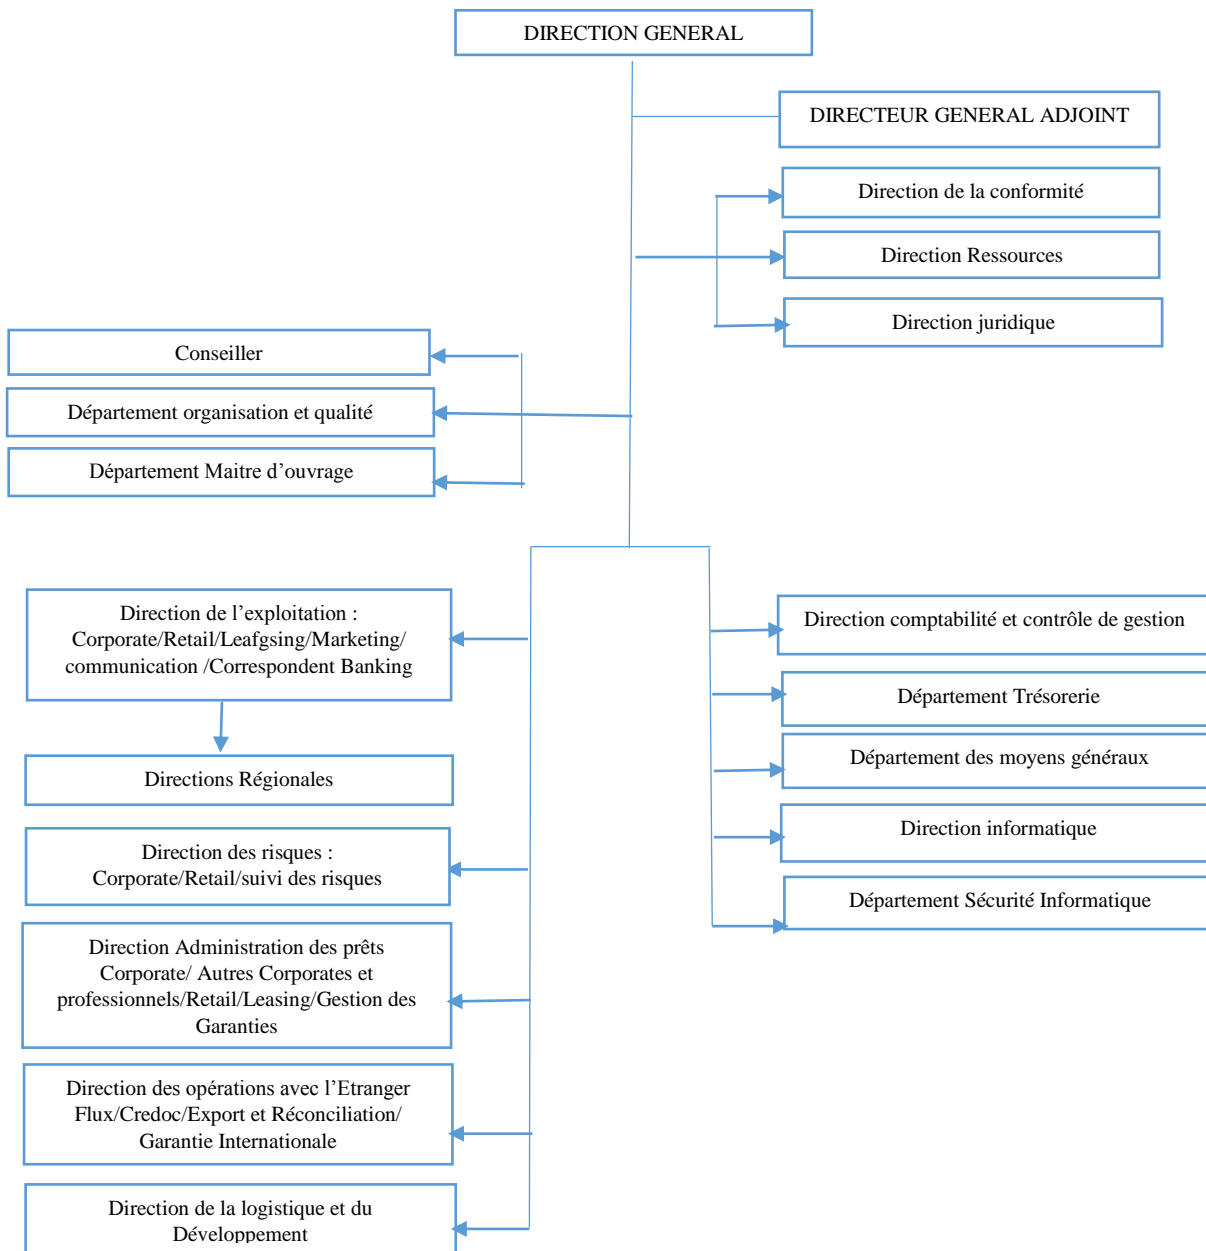 DIRECTION GENERAL
DIRECTEUR GENERAL ADJOINT
Direction de la conformité
Direction Ressources
Direction juridique
Conseiller
Département organisation et qualité
Département Maitre d’ouvrage
Direction de l’exploitation :
Corporate/Retail/Leafgsing/Marketing/
communication /Correspondent Banking
Directions Régionales
Direction des risques :
Corporate/Retail/suivi des risques
Direction Administration des prêts
Corporate/ Autres Corporates et
professionnels/Retail/Leasing/Gestion des
Garanties
Direction des opérations avec l’Etranger
Flux/Credoc/Export et Réconciliation/
Garantie Internationale
Direction de la logistique et du
Développement
Direction comptabilité et contrôle de gestion
Département Trésorerie
Département des moyens généraux
Direction informatique
Département Sécurité Informatique